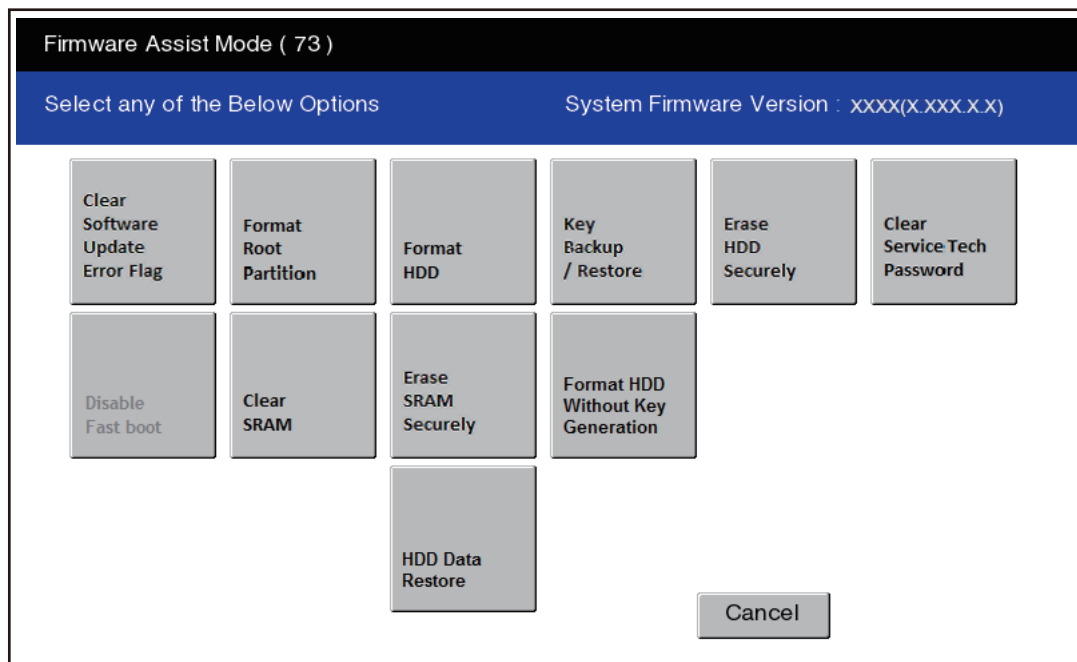 Firmware Assist Mode ( 73 )
Select any of the Below Options
System Firmware Version : XXXX(X.XXX.X.X)
Clear
Software
Update
Error Flag
Format
Root
Partition
Format
HDD
Key
Backup
/ Restore
Erase
HDD
Securely
Clear
Service Tech
Password
Disable
Fast boot
Clear
SRAM
Erase
SRAM
Securely
Format HDD
Without Key
Generation
HDD Data
Restore
Cancel